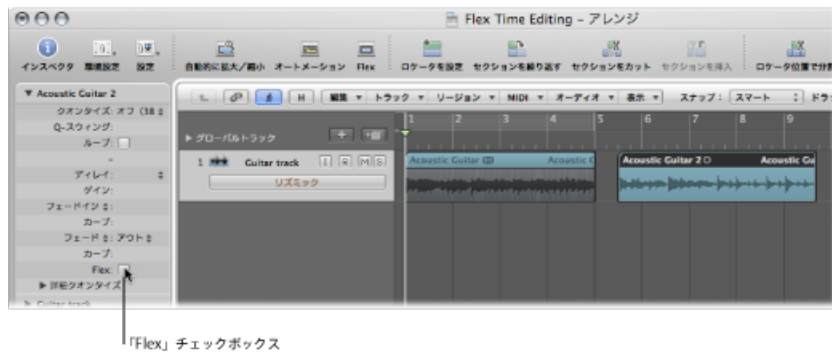 Flex Time Editing - アレンジ
インスペクタ 環境設定 設定 自動的に拡大/縮小 オートメーション Flex ロケータを設定 セクションを繰り返す セクションをカット セクションを挿入 ロケータ位置で分割
▼ Acoustic Guitar 2
クオンタイズ: オフ (38
Q-スウィング:
ループ:
-
ディレイ:
ゲイン:
フェードイン:
カーブ:
フェード : アウト
カーブ:
Flex:
▶ 詳細クオンタイズ
▶ Guitar track
H 編集 トラック リージョン MIDI オーディオ 表示 スナップ: スマート ドラ
▶ グローバルトラック
1 2 3 4 5 6 7 8 9
1 Guitar track I R M S
リズミック
Acoustic Guitar Acoustic G Acoustic Guitar 2 Acoustic Gu
「Flex」チェックボックス